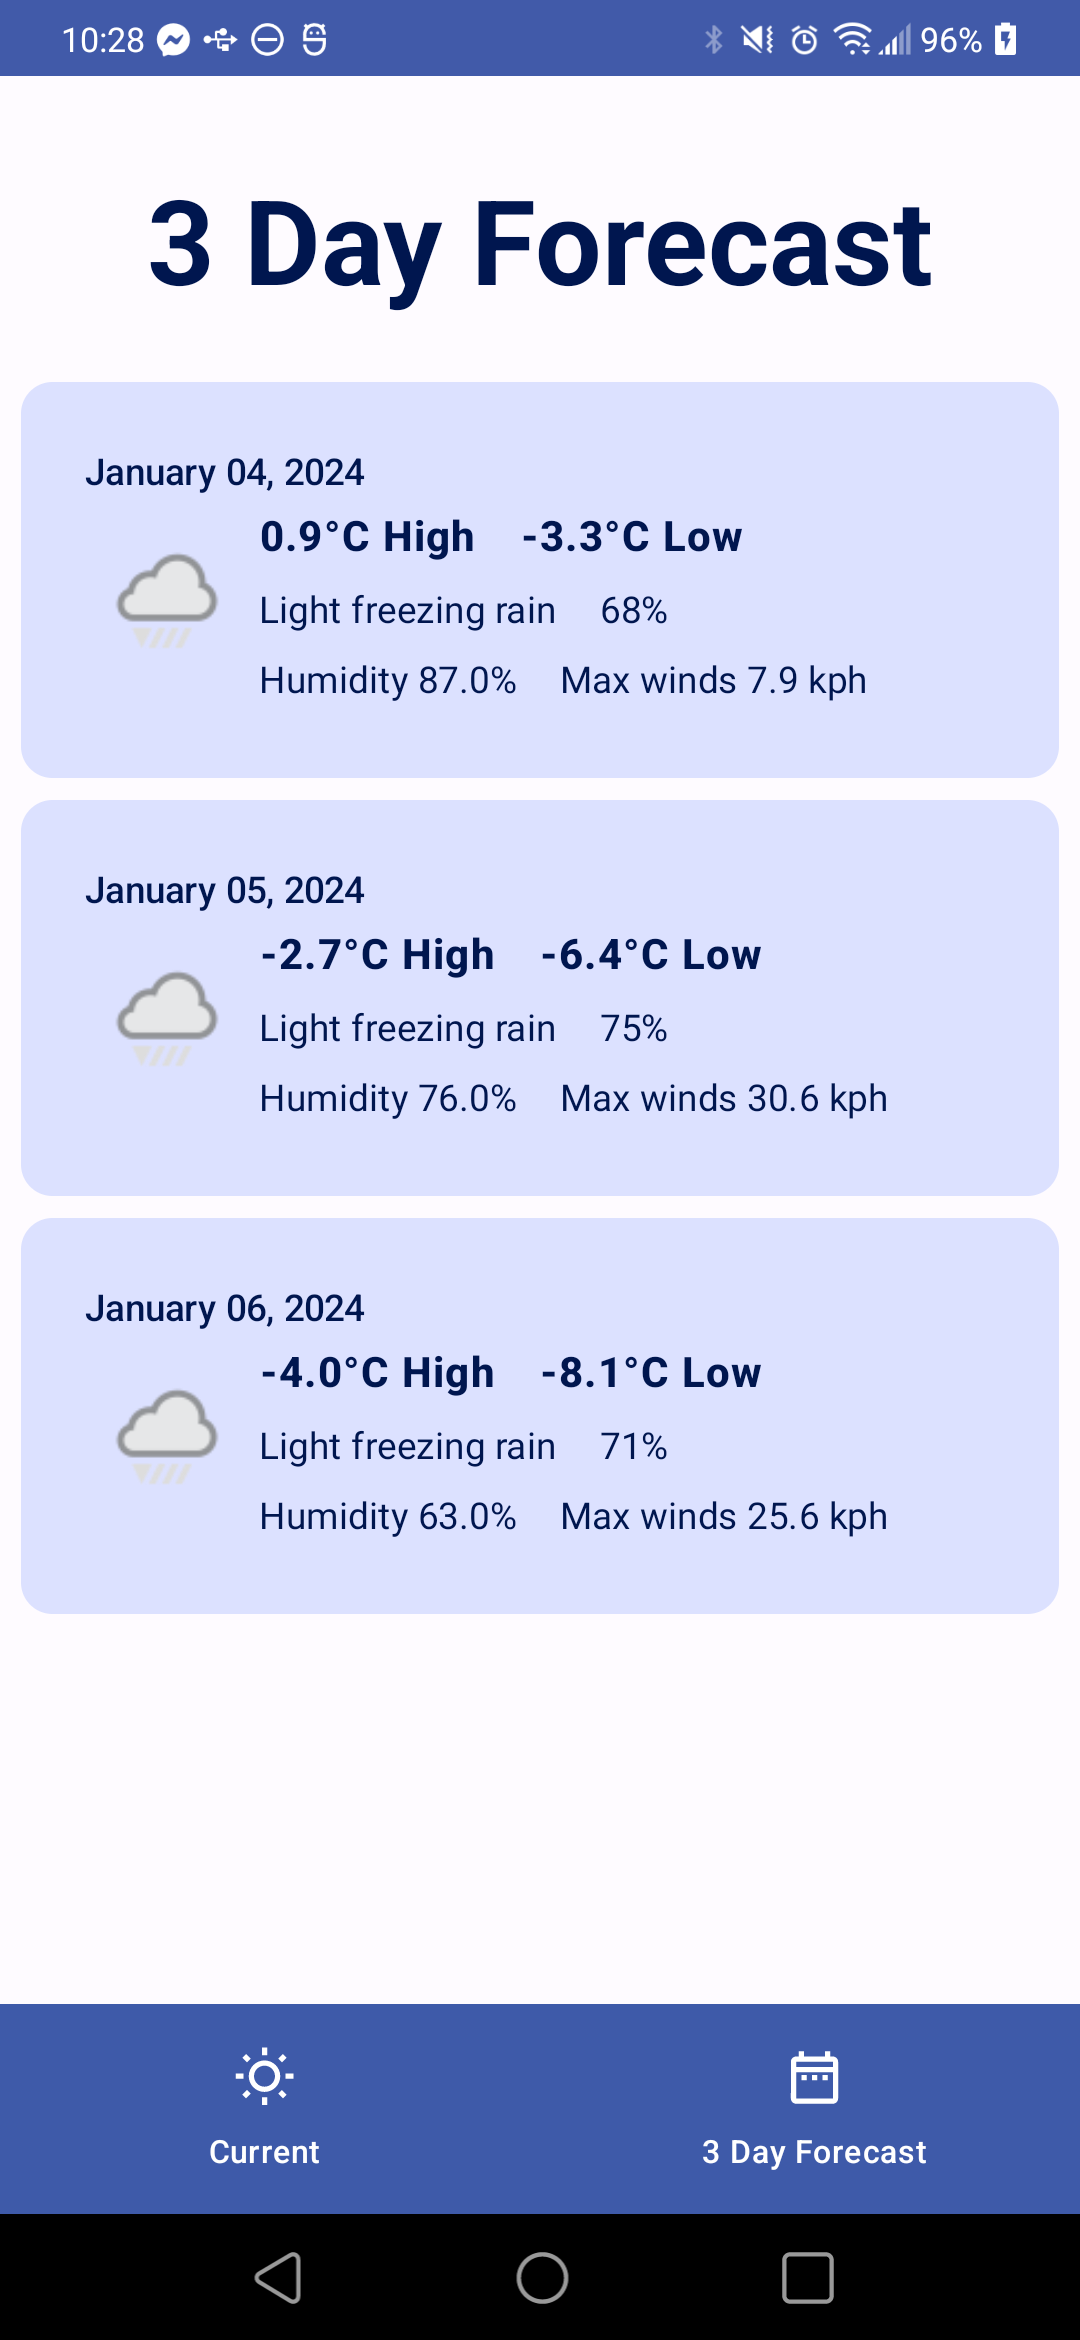 10:28 96%
3 Day Forecast
January 04, 2024
0.9°C High -3.3°C Low
Light freezing rain 68%
Humidity 87.0% Max winds 7.9 kph
January 05, 2024
-2.7°C High -6.4°C Low
Light freezing rain 75%
Humidity 76.0% Max winds 30.6 kph
January 06, 2024
-4.0°C High -8.1°C Low
Light freezing rain 71%
Humidity 63.0% Max winds 25.6 kph
Current 3 Day Forecast